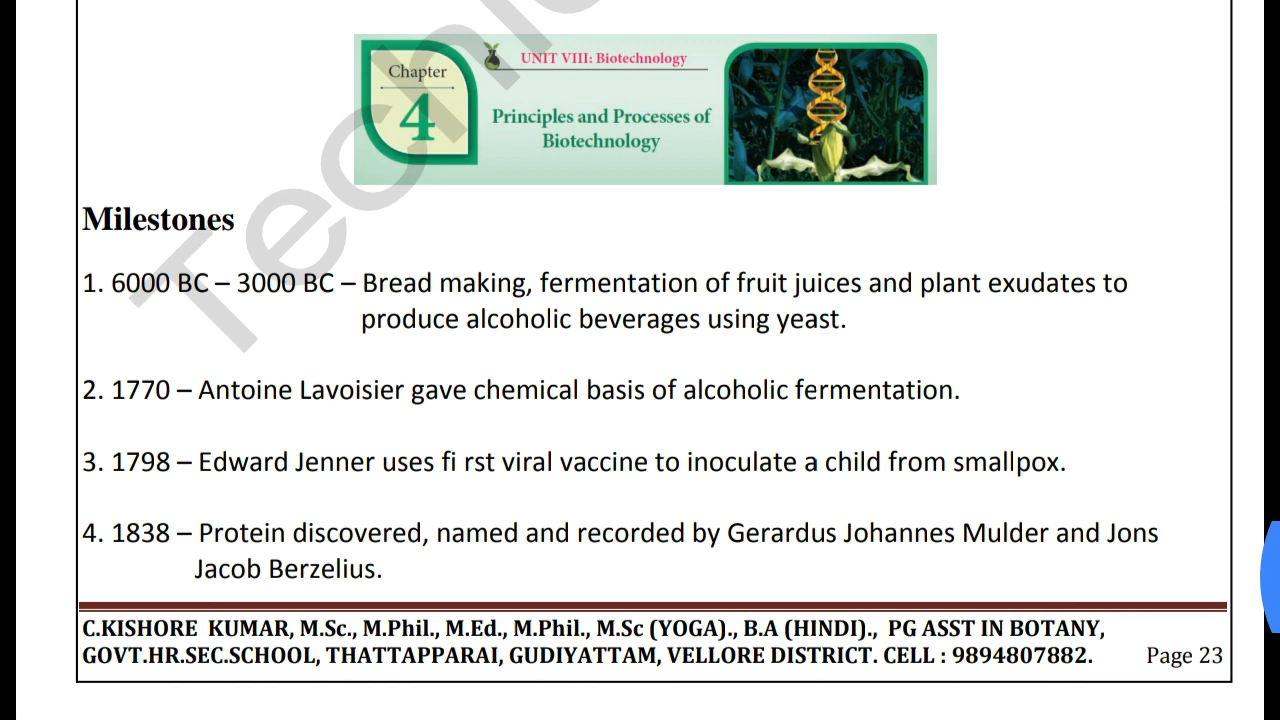 Chapter
4
UNIT VIII: Biotechnology
Principles and Processes of
Biotechnology
Milestones
1. 6000 BC – 3000 BC – Bread making, fermentation of fruit juices and plant exudates to
produce alcoholic beverages using yeast.
2. 1770 – Antoine Lavoisier gave chemical basis of alcoholic fermentation.
3. 1798 – Edward Jenner uses fi rst viral vaccine to inoculate a child from smallpox.
4. 1838 – Protein discovered, named and recorded by Gerardus Johannes Mulder and Jons
Jacob Berzelius.
C.KISHORE KUMAR, M.Sc., M.Phil., M.Ed., M.Phil., M.Sc (YOGA)., B.A (HINDI)., PG ASST IN BOTANY,
GOVT.HR.SEC.SCHOOL, THATTAPPARAI, GUDIYATTAM, VELLORE DISTRICT. CELL : 9894807882. Page 23